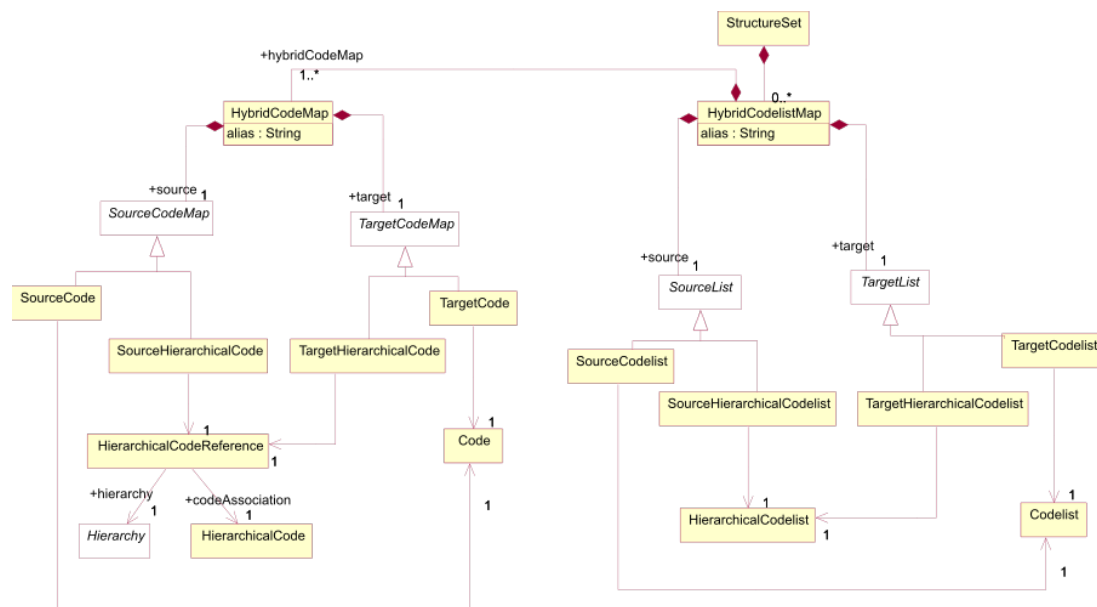 StructureSet
+hybridCodeMap
1..*
0..*
HybridCodeMap
alias : String
HybridCodelistMap
alias : String
+source
1
+target
1
SourceCodeMap
TargetCodeMap
+source
1
+target
1
SourceList
TargetList
SourceCode
TargetCode
SourceHierarchicalCode
TargetHierarchicalCode
SourceCodelist
TargetCodelist
SourceHierarchicalCodelist
TargetHierarchicalCodelist
1
HierarchicalCodeReference
1
1
Code
1
+hierarchy
1
+codeAssociation
1
Hierarchy
HierarchicalCode
1
HierarchicalCodelist
1
1
Codelist
1